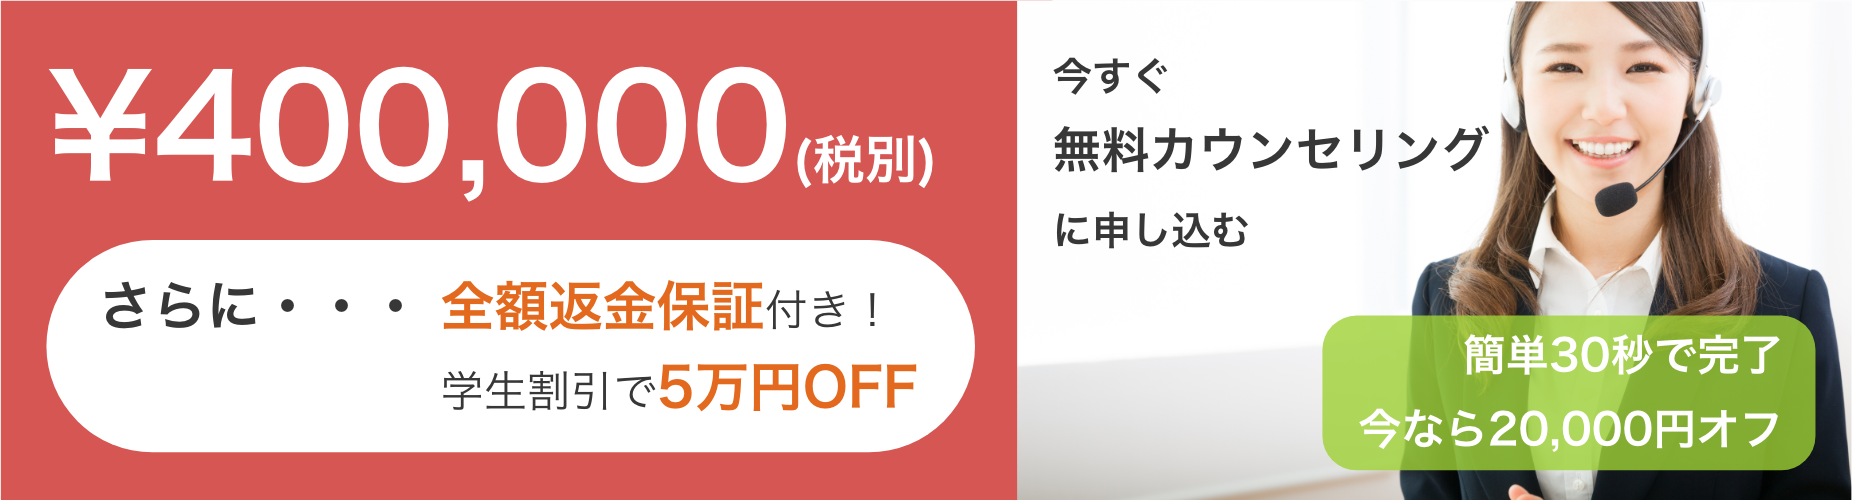 ¥400,000(税別)
さらに・・・ 全額返金保証付き！
学生割引で5万円OFF
今すぐ
無料カウンセリング
に申し込む
簡単30秒で完了
今なら20,000円オフ